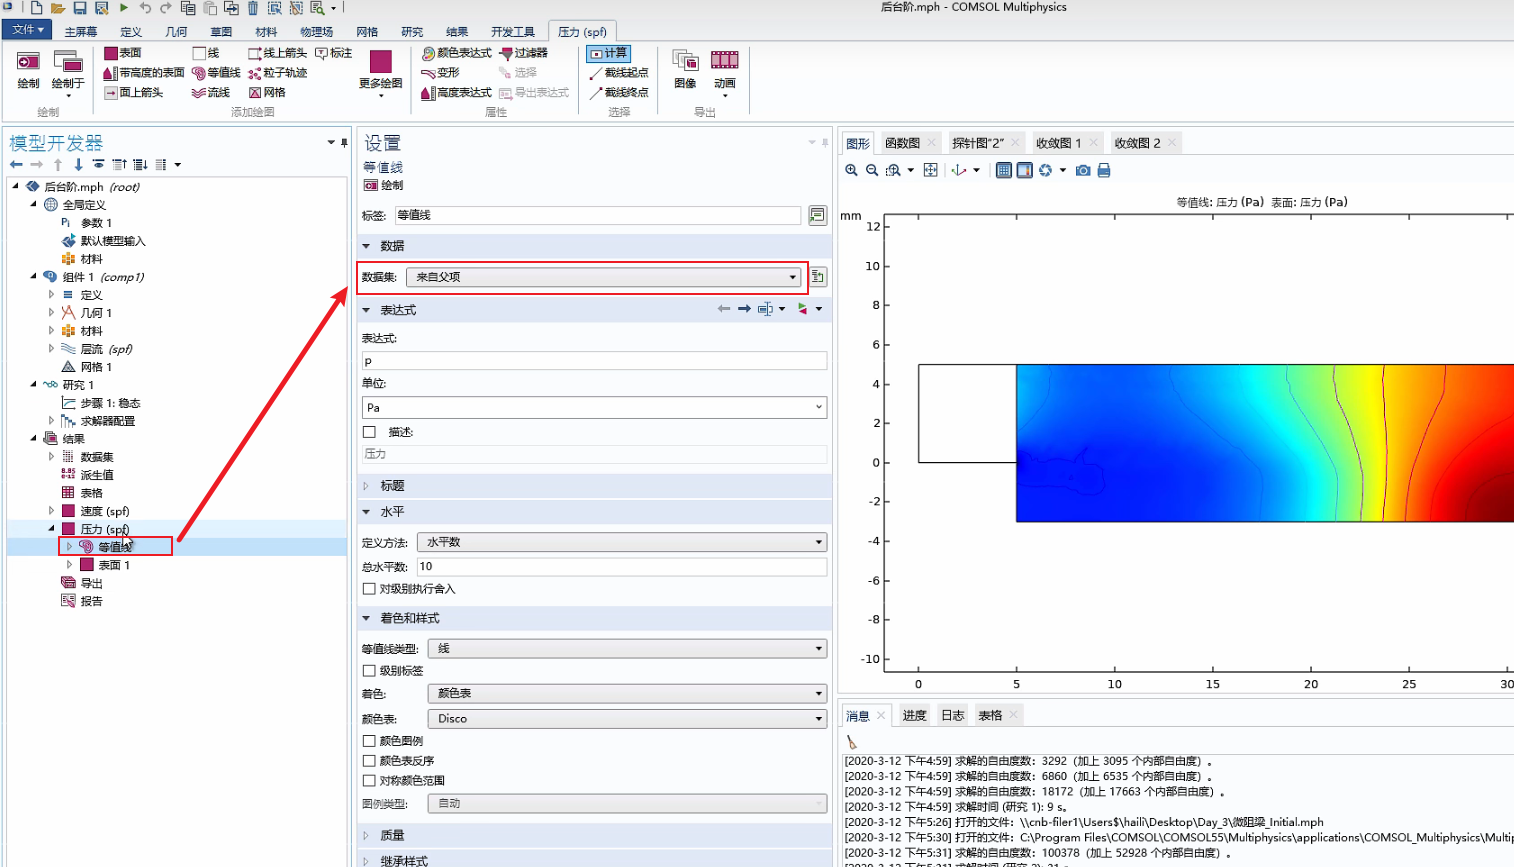 后台阶.mph - COMSOL Multiphysics
文件 主屏幕 定义 几何 草图 材料 物理场 网格 研究 结果 开发工具 压力 (spf)
表面 线 线上箭头 标注 颜色表达式 过滤器 计算
带高度的表面 等值线 粒子轨迹 变形 选择 截线起点
面上箭头 流线 网格 高度表达式 导出表达式 截线终点
绘制 绘制于 更多绘图 图像 动画
绘制 添加绘图 属性 选择 导出
模型开发器
后台阶.mph (root)
全局定义
Pi 参数 1
默认模型输入
材料
组件 1 (comp1)
定义
几何 1
材料
层流 (spf)
网格 1
研究 1
步骤 1: 稳态
求解器配置
结果
数据集
8.85
派生值
表格
速度 (spf)
压力 (spf)
等值线
表面 1
导出
报告
设置
等值线
绘制
标签: 等值线
数据
数据集: 来自父项
表达式
表达式:
p
单位:
Pa
描述:
压力
标题
水平
定义方法: 水平数
总水平数: 10
对级别执行舍入
着色和样式
等值线类型: 线
级别标签
着色: 颜色表
颜色表: Disco
颜色图例
颜色表反序
对称颜色范围
图例类型: 自动
质量
继承样式
图形 函数图 探针图“2” 收敛图 1 收敛图 2
等值线: 压力 (Pa) 表面: 压力 (Pa)
mm
12
10
8
6
4
2
0
-2
-4
-6
-8
-10
0 5 10 15 20 25 30
消息 进度 日志 表格
[2020-3-12 下午4:59] 求解的自由度数: 3292（加上 3095 个内部自由度）。
[2020-3-12 下午4:59] 求解的自由度数: 6860（加上 6535 个内部自由度）。
[2020-3-12 下午4:59] 求解的自由度数: 18172（加上 17663 个内部自由度）。
[2020-3-12 下午4:59] 求解时间 (研究 1): 9 s。
[2020-3-12 下午5:26] 打开的文件: \\cnb-filer1\Users$\haili\Desktop\Day_3\微阻梁_Initial.mph
[2020-3-12 下午5:30] 打开的文件: C:\Program Files\COMSOL\COMSOL55\Multiphysics\applications\COMSOL_Multiphysics\Multip
[2020-3-12 下午5:31] 求解的自由度数: 100378（加上 52928 个内部自由度）。